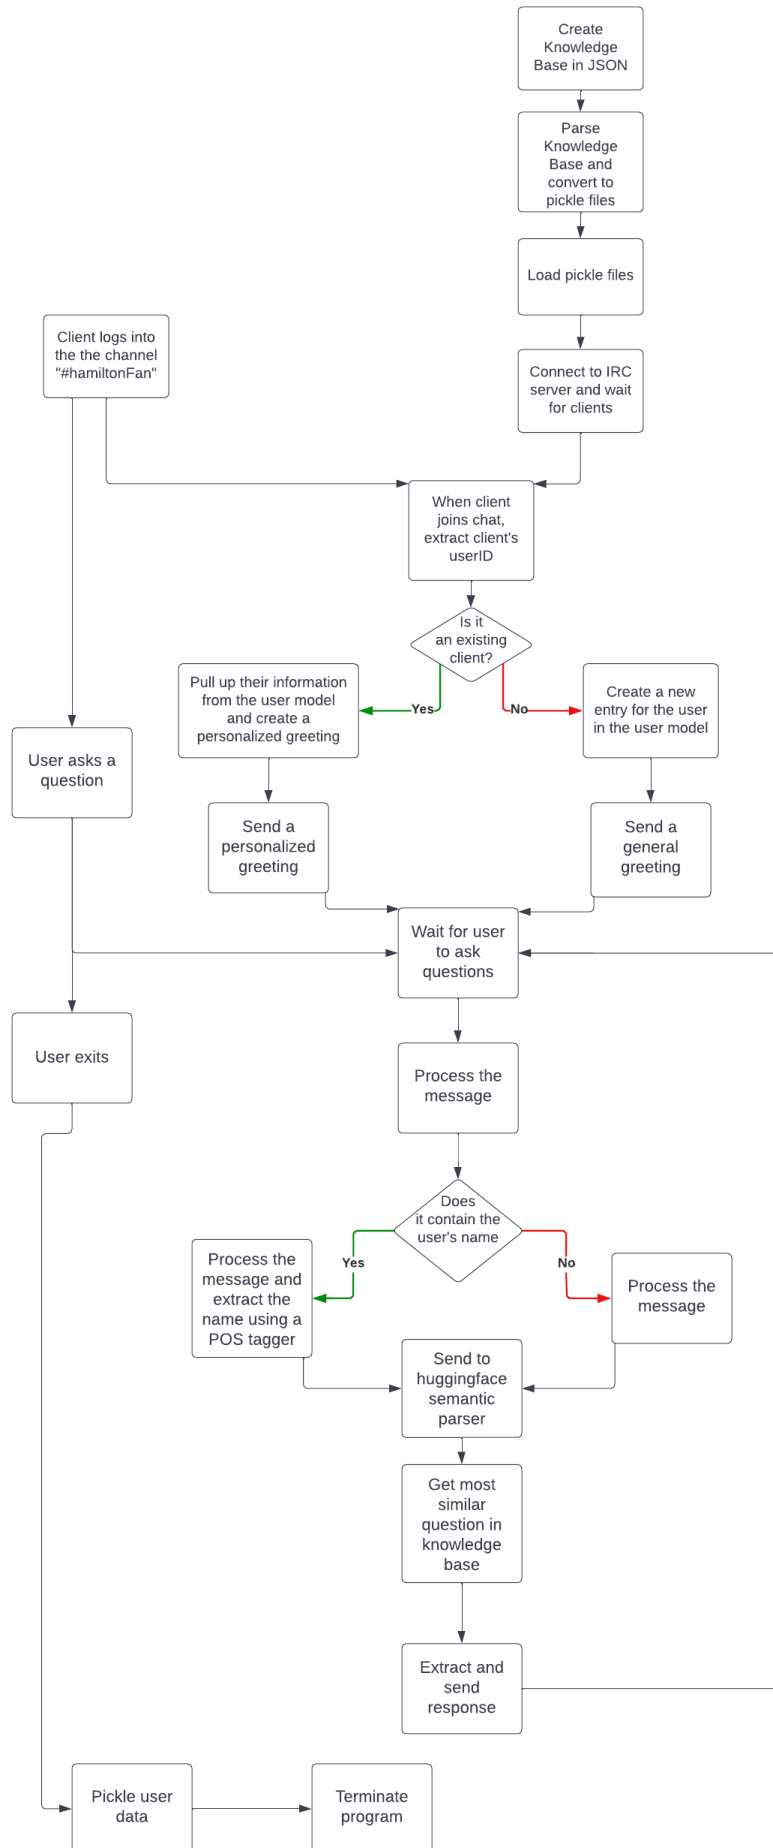 Create
Knowledge
Base in JSON
Parse
Knowledge
Base and
convert to
pickle files
Load pickle files
Client logs into
the the channel
"#hamiltonFan"
Connect to IRC
server and wait
for clients
When client
joins chat,
extract client's
userID
Is it
an existing
client?
Pull up their information
from the user model
and create a
personalized greeting
Yes
No
Create a new
entry for the user
in the user model
User asks a
question
Send a
personalized
greeting
Send a
general
greeting
Wait for user
to ask
questions
User exits
Process the
message
Does
it contain the
user's name
Yes
No
Process the
message and
extract the
name using a
POS tagger
Process the
message
Send to
huggingface
semantic
parser
Get most
similar
question in
knowledge
base
Extract and
send
response
Pickle user
data
Terminate
program